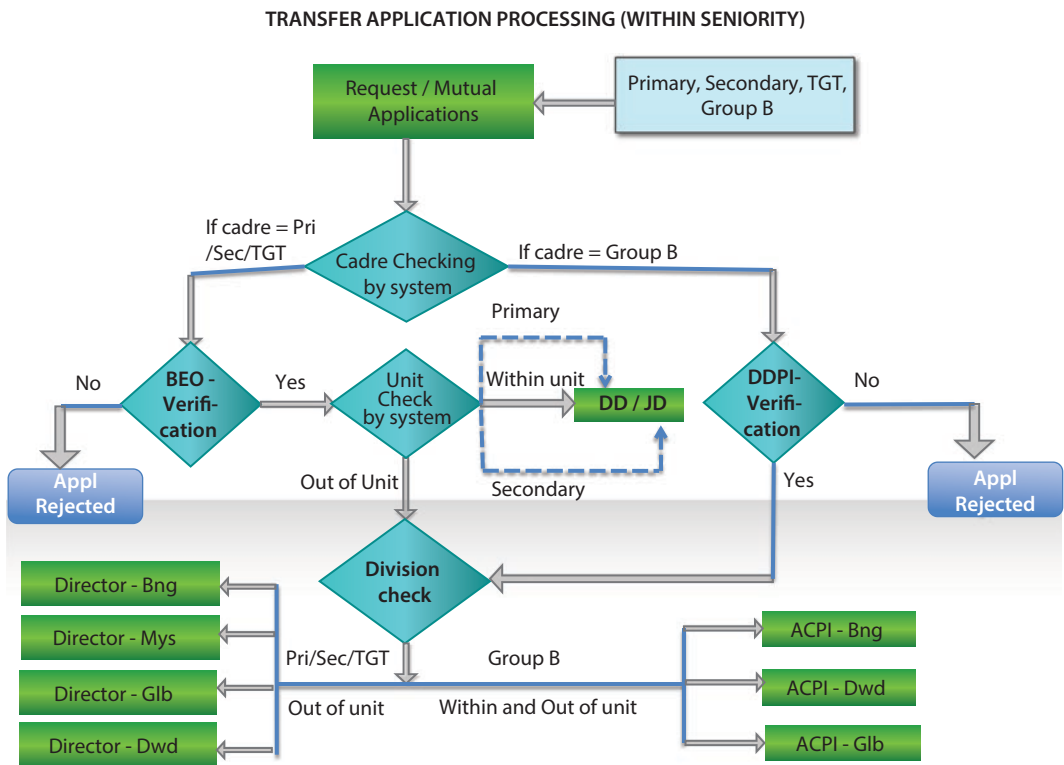 TRANSFER APPLICATION PROCESSING (WITHIN SENIORITY)
Request / Mutual
Applications
Primary, Secondary, TGT,
Group B
If cadre = Pri
/Sec/TGT
Cadre Checking
by system
If cadre = Group B
Primary
No
BEO -
Verifi-
cation
Yes
Unit
Check
by system
Within unit
DD / JD
DDPI-
Verifi-
cation
No
Appl
Rejected
Out of Unit
Secondary
Yes
Appl
Rejected
Division
check
Director - Bng
Director - Mys
Director - Glb
Director - Dwd
Pri/Sec/TGT
Out of unit
Group B
Within and Out of unit
ACPI - Bng
ACPI - Dwd
ACPI - Glb